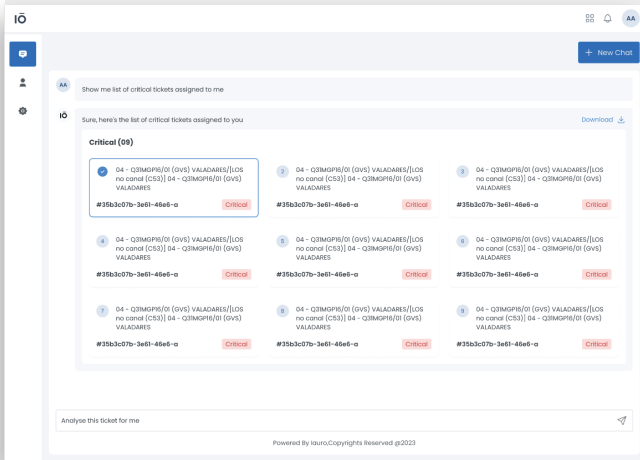 IŌ
AA
+ New Chat
AA
Show me list of critical tickets assigned to me
IŌ
Sure, here's the list of critical tickets assigned to you
Download
Critical (09)
04 - Q31MGP16/01 (GVS) VALADARES/[LOS
no canal (C53)] 04 - Q31MGP16/01 (GVS)
VALADARES
#35b3c07b-3e61-46e6-a
Critical
2
04 - Q31MGP16/01 (GVS) VALADARES/[LOS
no canal (C53)] 04 - Q31MGP16/01 (GVS)
VALADARES
#35b3c07b-3e61-46e6-a
Critical
3
04 - Q31MGP16/01 (GVS) VALADARES/[LOS
no canal (C53)] 04 - Q31MGP16/01 (GVS)
VALADARES
#35b3c07b-3e61-46e6-a
Critical
4
04 - Q31MGP16/01 (GVS) VALADARES/[LOS
no canal (C53)] 04 - Q31MGP16/01 (GVS)
VALADARES
#35b3c07b-3e61-46e6-a
Critical
5
04 - Q31MGP16/01 (GVS) VALADARES/[LOS
no canal (C53)] 04 - Q31MGP16/01 (GVS)
VALADARES
#35b3c07b-3e61-46e6-a
Critical
6
04 - Q31MGP16/01 (GVS) VALADARES/[LOS
no canal (C53)] 04 - Q31MGP16/01 (GVS)
VALADARES
#35b3c07b-3e61-46e6-a
Critical
7
04 - Q31MGP16/01 (GVS) VALADARES/[LOS
no canal (C53)] 04 - Q31MGP16/01 (GVS)
VALADARES
#35b3c07b-3e61-46e6-a
Critical
8
04 - Q31MGP16/01 (GVS) VALADARES/[LOS
no canal (C53)] 04 - Q31MGP16/01 (GVS)
VALADARES
#35b3c07b-3e61-46e6-a
Critical
9
04 - Q31MGP16/01 (GVS) VALADARES/[LOS
no canal (C53)] 04 - Q31MGP16/01 (GVS)
VALADARES
#35b3c07b-3e61-46e6-a
Critical
Analyse this ticket for me
Powered By Iauro,Copyrights Reserved @2023